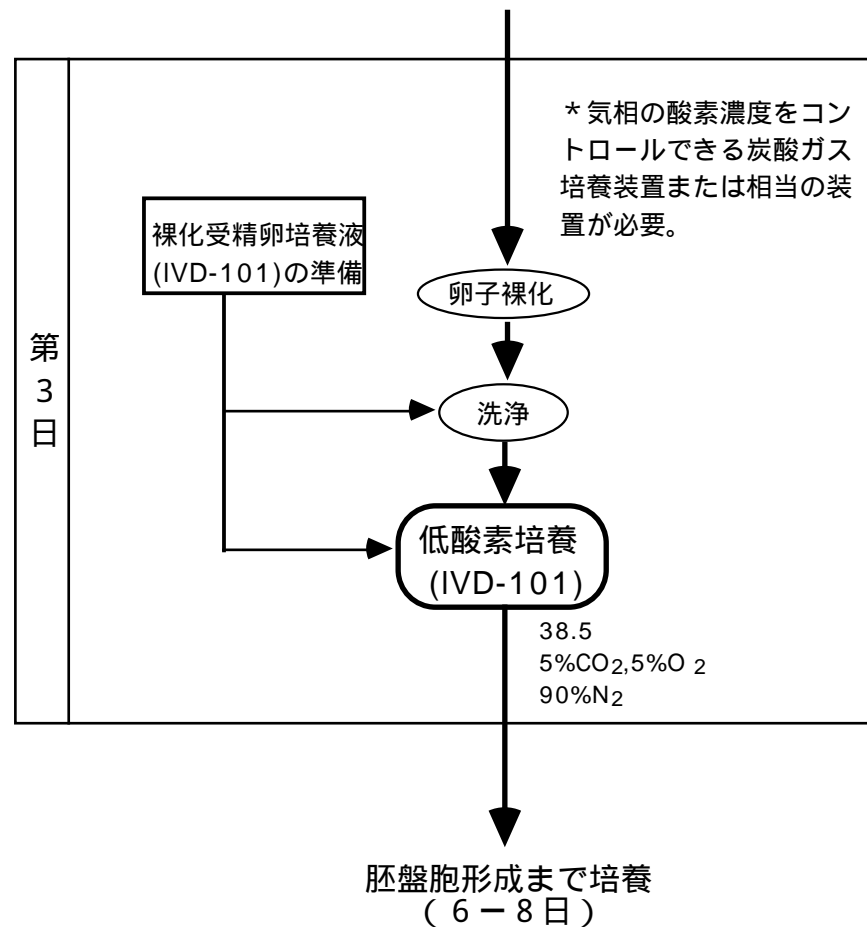 *気相の酸素濃度をコン
トロールできる炭酸ガス
培養装置または相当の装
置が必要。
裸化受精卵培養液
(IVD-101)の準備
卵子裸化
第
3
日
洗浄
低酸素培養
(IVD-101)
38.5
5%CO2,5%O 2
90%N2
胚盤胞形成まで培養
(6ー8日)